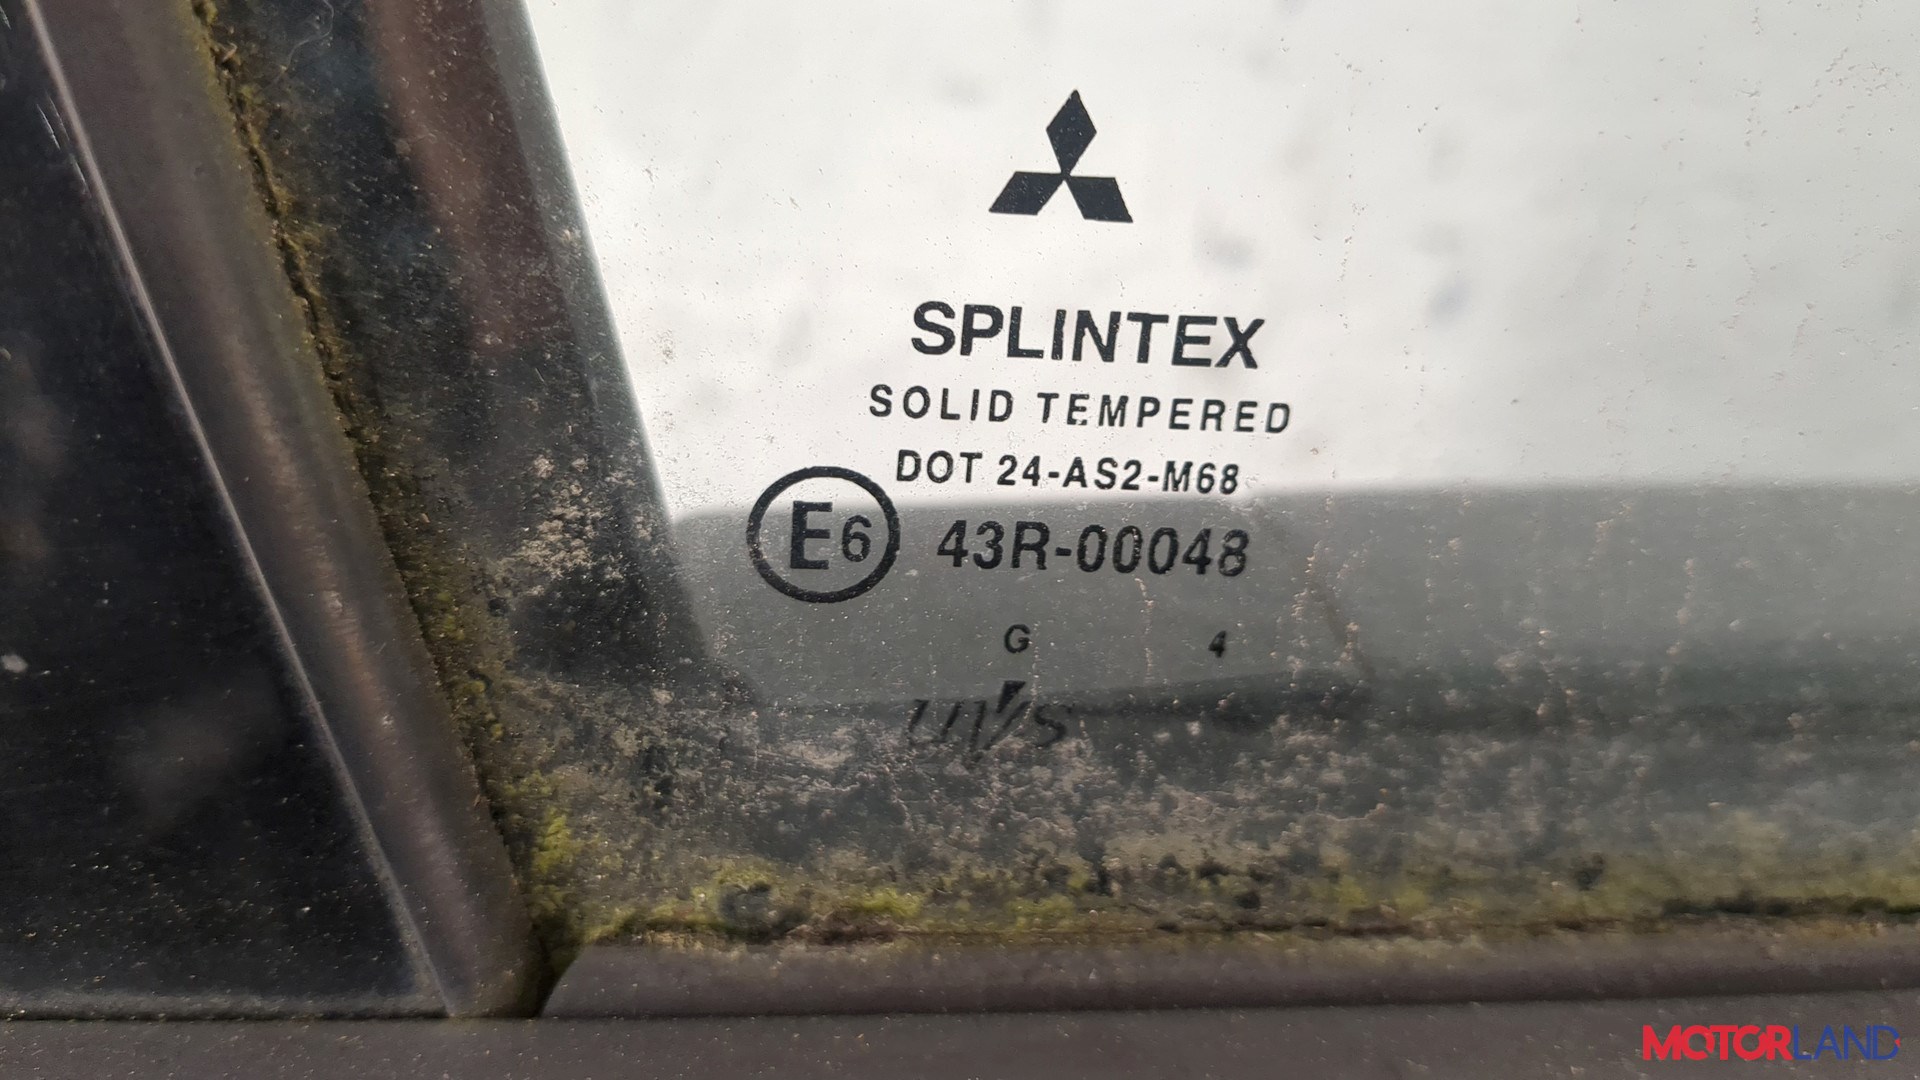 SPLINTEX
SOLID TEMPERED
DOT 24-AS2-M68
E6 43R-00048
G 4
MOTORLAND